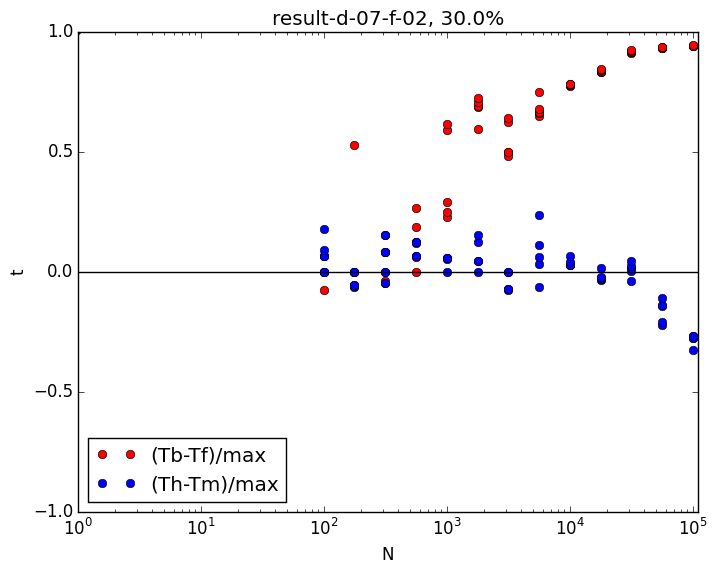 result-d-07-f-02, 30.0%
1.0
0.5
0.0
−0.5
−1.0
t
(Tb-Tf)/max
(Th-Tm)/max
10^0 10^1 10^2 10^3 10^4 10^5
N